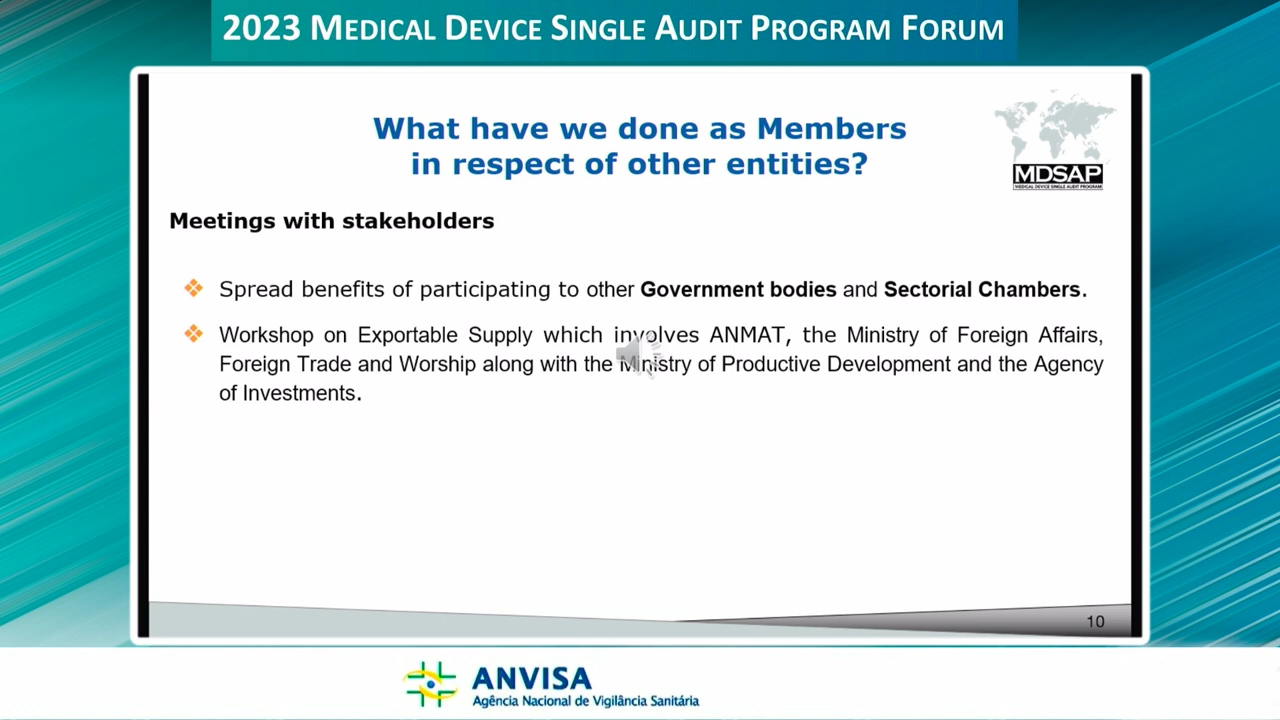 2023 MEDICAL DEVICE SINGLE AUDIT PROGRAM FORUM
What have we done as Members
in respect of other entities?
MDSAP
MEDICAL DEVICE SINGLE AUDIT PROGRAM
Meetings with stakeholders
Spread benefits of participating to other Government bodies and Sectorial Chambers.
Workshop on Exportable Supply which involves ANMAT, the Ministry of Foreign Affairs,
Foreign Trade and Worship along with the Ministry of Productive Development and the Agency
of Investments.
10
ANVISA
Agência Nacional de Vigilância Sanitária